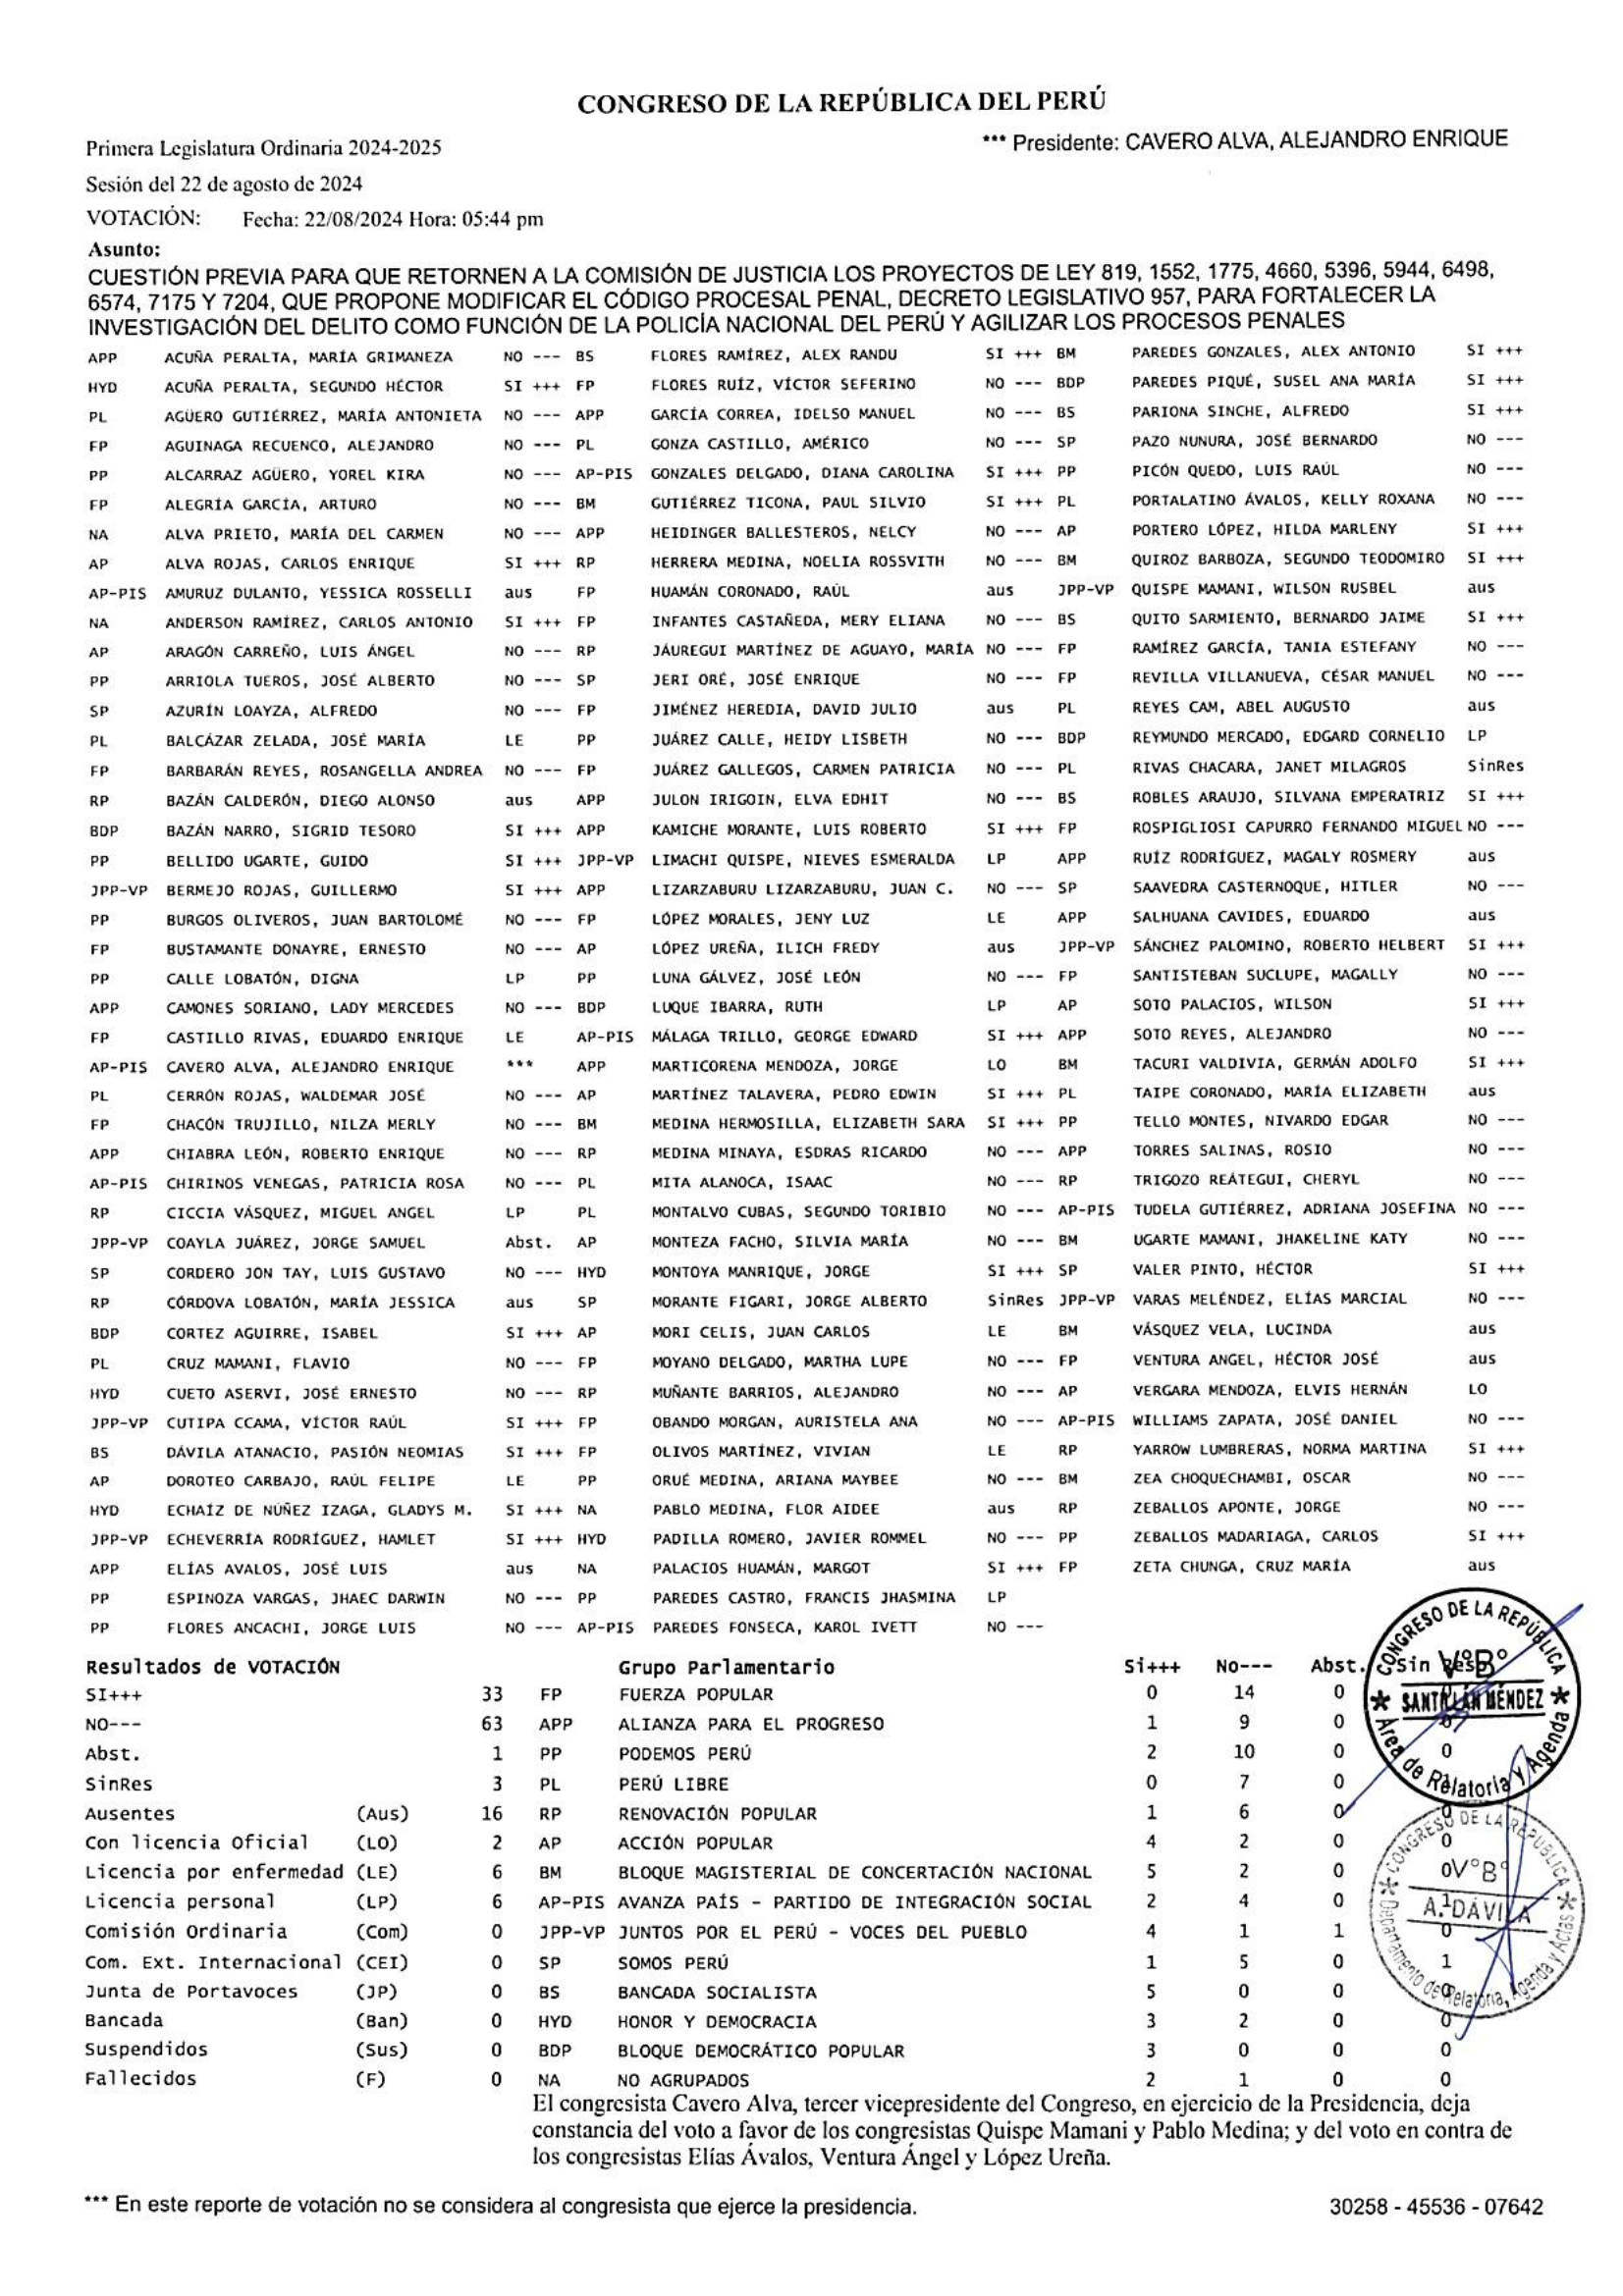 CONGRESO DE LA REPÚBLICA DEL PERÚ
Primera Legislatura Ordinaria 2024-2025
*** Presidente: CAVERO ALVA, ALEJANDRO ENRIQUE
Sesión del 22 de agosto de 2024
VOTACIÓN: Fecha: 22/08/2024 Hora: 05:44 pm
Asunto:
CUESTIÓN PREVIA PARA QUE RETORNEN A LA COMISIÓN DE JUSTICIA LOS PROYECTOS DE LEY 819, 1552, 1775, 4660, 5396, 5944, 6498,
6574, 7175 Y 7204, QUE PROPONE MODIFICAR EL CÓDIGO PROCESAL PENAL, DECRETO LEGISLATIVO 957, PARA FORTALECER LA
INVESTIGACIÓN DEL DELITO COMO FUNCIÓN DE LA POLICÍA NACIONAL DEL PERÚ Y AGILIZAR LOS PROCESOS PENALES
APP ACUÑA PERALTA, MARÍA GRIMANEZA NO --- BS FLORES RAMÍREZ, ALEX RANDU SI +++ BM PAREDES GONZALES, ALEX ANTONIO SI +++
HYD ACUÑA PERALTA, SEGUNDO HÉCTOR SI +++ FP FLORES RUÍZ, VÍCTOR SEFERINO NO --- BDP PAREDES PIQUÉ, SUSEL ANA MARÍA SI +++
PL AGÜERO GUTIÉRREZ, MARÍA ANTONIETA NO --- APP GARCÍA CORREA, IDELSO MANUEL NO --- BS PARIONA SINCHE, ALFREDO SI +++
FP AGUINAGA RECUENCO, ALEJANDRO NO --- PL GONZA CASTILLO, AMÉRICO NO --- SP PAZO NUNURA, JOSÉ BERNARDO NO ---
PP ALCARRAZ AGÜERO, YOREL KIRA NO --- AP-PIS GONZALES DELGADO, DIANA CAROLINA SI +++ PP PICÓN QUEDO, LUIS RAÚL NO ---
FP ALEGRÍA GARCÍA, ARTURO NO --- BM GUTIÉRREZ TICONA, PAUL SILVIO SI +++ PL PORTALATINO ÁVALOS, KELLY ROXANA NO ---
NA ALVA PRIETO, MARÍA DEL CARMEN NO --- APP HEIDINGER BALLESTEROS, NELCY NO --- AP PORTERO LÓPEZ, HILDA MARLENY SI +++
AP ALVA ROJAS, CARLOS ENRIQUE SI +++ RP HERRERA MEDINA, NOELIA ROSSVITH NO --- BM QUIROZ BARBOZA, SEGUNDO TEODOMIRO SI +++
AP-PIS AMURUZ DULANTO, YESSICA ROSSELLI aus FP HUAMÁN CORONADO, RAÚL aus JPP-VP QUISPE MAMANI, WILSON RUSBEL aus
NA ANDERSON RAMÍREZ, CARLOS ANTONIO SI +++ FP INFANTES CASTAÑEDA, MERY ELIANA NO --- BS QUITO SARMIENTO, BERNARDO JAIME SI +++
AP ARAGÓN CARREÑO, LUIS ÁNGEL NO --- RP JÁUREGUI MARTÍNEZ DE AGUAYO, MARÍA NO --- FP RAMÍREZ GARCÍA, TANIA ESTEFANY NO ---
PP ARRIOLA TUEROS, JOSÉ ALBERTO NO --- SP JERI ORÉ, JOSÉ ENRIQUE NO --- FP REVILLA VILLANUEVA, CÉSAR MANUEL NO ---
SP AZURÍN LOAYZA, ALFREDO NO --- FP JIMÉNEZ HEREDIA, DAVID JULIO aus PL REYES CAM, ABEL AUGUSTO aus
PL BALCÁZAR ZELADA, JOSÉ MARÍA LE PP JUÁREZ CALLE, HEIDY LISBETH NO --- BDP REYMUNDO MERCADO, EDGARD CORNELIO LP
FP BARBARÁN REYES, ROSANGELLA ANDREA NO --- FP JUÁREZ GALLEGOS, CARMEN PATRICIA NO --- PL RIVAS CHACARA, JANET MILAGROS SinRes
RP BAZÁN CALDERÓN, DIEGO ALONSO aus APP JULON IRIGOIN, ELVA EDHIT NO --- BS ROBLES ARAUJO, SILVANA EMPERATRIZ SI +++
BDP BAZÁN NARRO, SIGRID TESORO SI +++ APP KAMICHE MORANTE, LUIS ROBERTO SI +++ FP ROSPIGLIOSI CAPURRO FERNANDO MIGUEL NO ---
PP BELLIDO UGARTE, GUIDO SI +++ JPP-VP LIMACHI QUISPE, NIEVES ESMERALDA LP APP RUÍZ RODRÍGUEZ, MAGALY ROSMERY aus
JPP-VP BERMEJO ROJAS, GUILLERMO SI +++ APP LIZARZABURU LIZARZABURU, JUAN C. NO --- SP SAAVEDRA CASTERNOQUE, HITLER NO ---
PP BURGOS OLIVEROS, JUAN BARTOLOMÉ NO --- FP LÓPEZ MORALES, JENY LUZ LE APP SALHUANA CAVIDES, EDUARDO aus
FP BUSTAMANTE DONAYRE, ERNESTO NO --- AP LÓPEZ UREÑA, ILICH FREDY aus JPP-VP SÁNCHEZ PALOMINO, ROBERTO HELBERT SI +++
PP CALLE LOBATÓN, DIGNA LP PP LUNA GÁLVEZ, JOSÉ LEÓN NO --- FP SANTISTEBAN SUCLUPE, MAGALLY NO ---
APP CAMONES SORIANO, LADY MERCEDES NO --- BDP LUQUE IBARRA, RUTH LP AP SOTO PALACIOS, WILSON SI +++
FP CASTILLO RIVAS, EDUARDO ENRIQUE LE AP-PIS MÁLAGA TRILLO, GEORGE EDWARD SI +++ APP SOTO REYES, ALEJANDRO NO ---
AP-PIS CAVERO ALVA, ALEJANDRO ENRIQUE *** APP MARTICORENA MENDOZA, JORGE LO BM TACURI VALDIVIA, GERMÁN ADOLFO SI +++
PL CERRÓN ROJAS, WALDEMAR JOSÉ NO --- AP MARTÍNEZ TALAVERA, PEDRO EDWIN SI +++ PL TAIPE CORONADO, MARÍA ELIZABETH aus
FP CHACÓN TRUJILLO, NILZA MERLY NO --- BM MEDINA HERMOSILLA, ELIZABETH SARA SI +++ PP TELLO MONTES, NIVARDO EDGAR NO ---
APP CHIABRA LEÓN, ROBERTO ENRIQUE NO --- RP MEDINA MINAYA, ESDRAS RICARDO NO --- APP TORRES SALINAS, ROSIO NO ---
AP-PIS CHIRINOS VENEGAS, PATRICIA ROSA NO --- PL MITA ALANOCA, ISAAC NO --- RP TRIGOZO REÁTEGUI, CHERYL NO ---
RP CICCIA VÁSQUEZ, MIGUEL ANGEL LP PL MONTALVO CUBAS, SEGUNDO TORIBIO NO --- AP-PIS TUDELA GUTIÉRREZ, ADRIANA JOSEFINA NO ---
JPP-VP COAYLA JUÁREZ, JORGE SAMUEL Abst. AP MONTEZA FACHO, SILVIA MARÍA NO --- BM UGARTE MAMANI, JHAKELINE KATY NO ---
SP CORDERO JON TAY, LUIS GUSTAVO NO --- HYD MONTOYA MANRIQUE, JORGE SI +++ SP VALER PINTO, HÉCTOR SI +++
RP CÓRDOVA LOBATÓN, MARÍA JESSICA aus SP MORANTE FIGARI, JORGE ALBERTO SinRes JPP-VP VARAS MELÉNDEZ, ELÍAS MARCIAL NO ---
BDP CORTEZ AGUIRRE, ISABEL SI +++ AP MORI CELIS, JUAN CARLOS LE BM VÁSQUEZ VELA, LUCINDA aus
PL CRUZ MAMANI, FLAVIO NO --- FP MOYANO DELGADO, MARTHA LUPE NO --- FP VENTURA ANGEL, HÉCTOR JOSÉ aus
HYD CUETO ASERVI, JOSÉ ERNESTO NO --- RP MUÑANTE BARRIOS, ALEJANDRO NO --- AP VERGARA MENDOZA, ELVIS HERNÁN LO
JPP-VP CUTIPA CCAMA, VÍCTOR RAÚL SI +++ FP OBANDO MORGAN, AURISTELA ANA NO --- AP-PIS WILLIAMS ZAPATA, JOSÉ DANIEL NO ---
BS DÁVILA ATANACIO, PASIÓN NEOMIAS SI +++ FP OLIVOS MARTÍNEZ, VIVIAN LE RP YARROW LUMBRERAS, NORMA MARTINA SI +++
AP DOROTEO CARBAJO, RAÚL FELIPE LE PP ORUÉ MEDINA, ARIANA MAYBEE NO --- BM ZEA CHOQUECHAMBI, OSCAR NO ---
HYD ECHAÍZ DE NÚÑEZ IZAGA, GLADYS M. SI +++ NA PABLO MEDINA, FLOR AIDEE aus RP ZEBALLOS APONTE, JORGE NO ---
JPP-VP ECHEVERRÍA RODRÍGUEZ, HAMLET SI +++ HYD PADILLA ROMERO, JAVIER ROMMEL NO --- PP ZEBALLOS MADARIAGA, CARLOS SI +++
APP ELÍAS AVALOS, JOSÉ LUIS aus NA PALACIOS HUAMÁN, MARGOT SI +++ FP ZETA CHUNGA, CRUZ MARÍA aus
PP ESPINOZA VARGAS, JHAEC DARWIN NO --- PP PAREDES CASTRO, FRANCIS JHASMINA LP
PP FLORES ANCACHI, JORGE LUIS NO --- AP-PIS PAREDES FONSECA, KAROL IVETT NO ---
Resultados de VOTACIÓN Grupo Parlamentario Si+++ No--- Abst. Sin Resp
SI+++ 33 FP FUERZA POPULAR 0 14 0
NO--- 63 APP ALIANZA PARA EL PROGRESO 1 9 0 0
Abst. 1 PP PODEMOS PERÚ 2 10 0 0
SinRes 3 PL PERÚ LIBRE 0 7 0
Ausentes (Aus) 16 RP RENOVACIÓN POPULAR 1 6 0 0
Con licencia Oficial (LO) 2 AP ACCIÓN POPULAR 4 2 0 0
Licencia por enfermedad (LE) 6 BM BLOQUE MAGISTERIAL DE CONCERTACIÓN NACIONAL 5 2 0 0
Licencia personal (LP) 6 AP-PIS AVANZA PAÍS - PARTIDO DE INTEGRACIÓN SOCIAL 2 4 0 1
Comisión Ordinaria (Com) 0 JPP-VP JUNTOS POR EL PERÚ - VOCES DEL PUEBLO 4 1 1 0
Com. Ext. Internacional (CEI) 0 SP SOMOS PERÚ 1 5 0 1
Junta de Portavoces (JP) 0 BS BANCADA SOCIALISTA 5 0 0 0
Bancada (Ban) 0 HYD HONOR Y DEMOCRACIA 3 2 0 0
Suspendidos (Sus) 0 BDP BLOQUE DEMOCRÁTICO POPULAR 3 0 0 0
Fallecidos (F) 0 NA NO AGRUPADOS 2 1 0 0
CONGRESO DE LA REPÚBLICA
V°B°
SANTILLÁN MÉNDEZ
Área de Relatoría y Agenda
CONGRESO DE LA REPÚBLICA
V°B°
A. DÁVILA
Departamento de Relatoria, Agenda y Actas
El congresista Cavero Alva, tercer vicepresidente del Congreso, en ejercicio de la Presidencia, deja
constancia del voto a favor de los congresistas Quispe Mamani y Pablo Medina; y del voto en contra de
los congresistas Elías Ávalos, Ventura Ángel y López Ureña.
*** En este reporte de votación no se considera al congresista que ejerce la presidencia.
30258 - 45536 - 07642